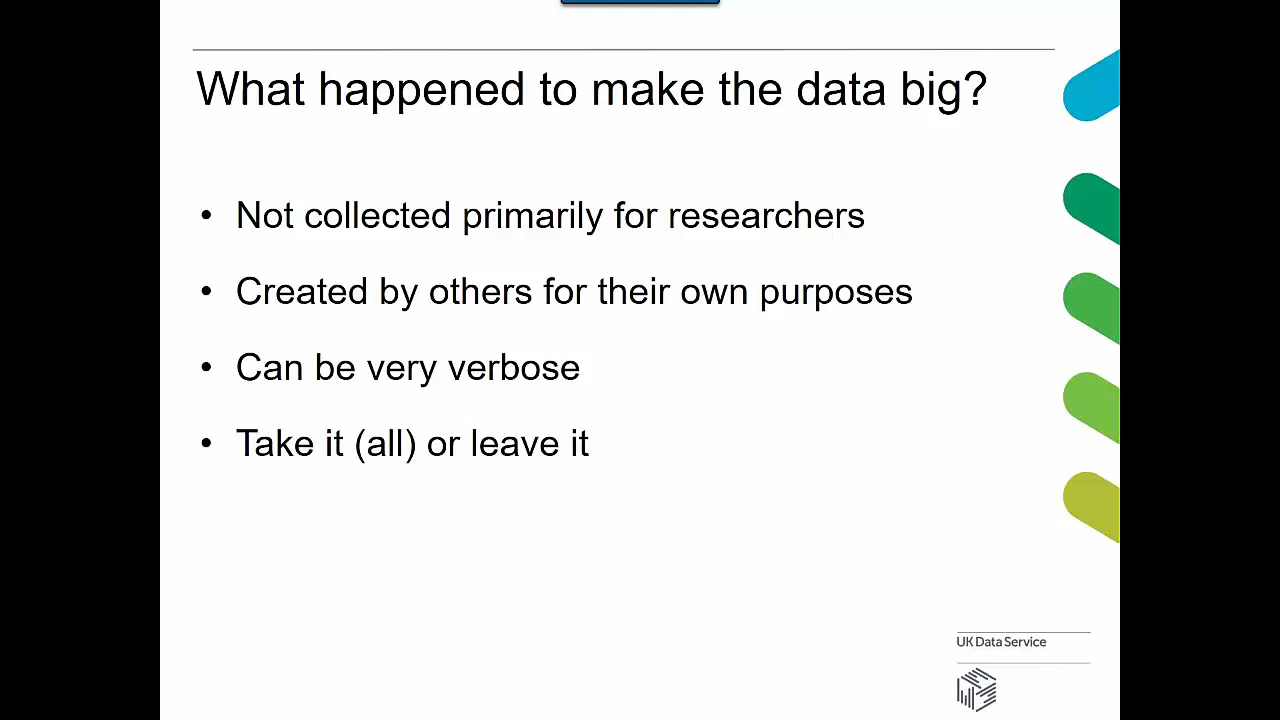 What happened to make the data big?
• Not collected primarily for researchers
• Created by others for their own purposes
• Can be very verbose
• Take it (all) or leave it
UK Data Service